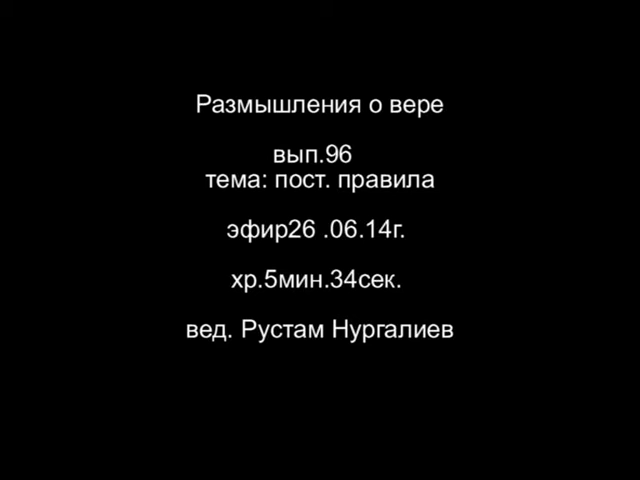 Размышления о вере
вып.96
тема: пост. правила
эфир26 .06.14г.
хр.5мин.34сек.
вед. Рустам Нургалиев